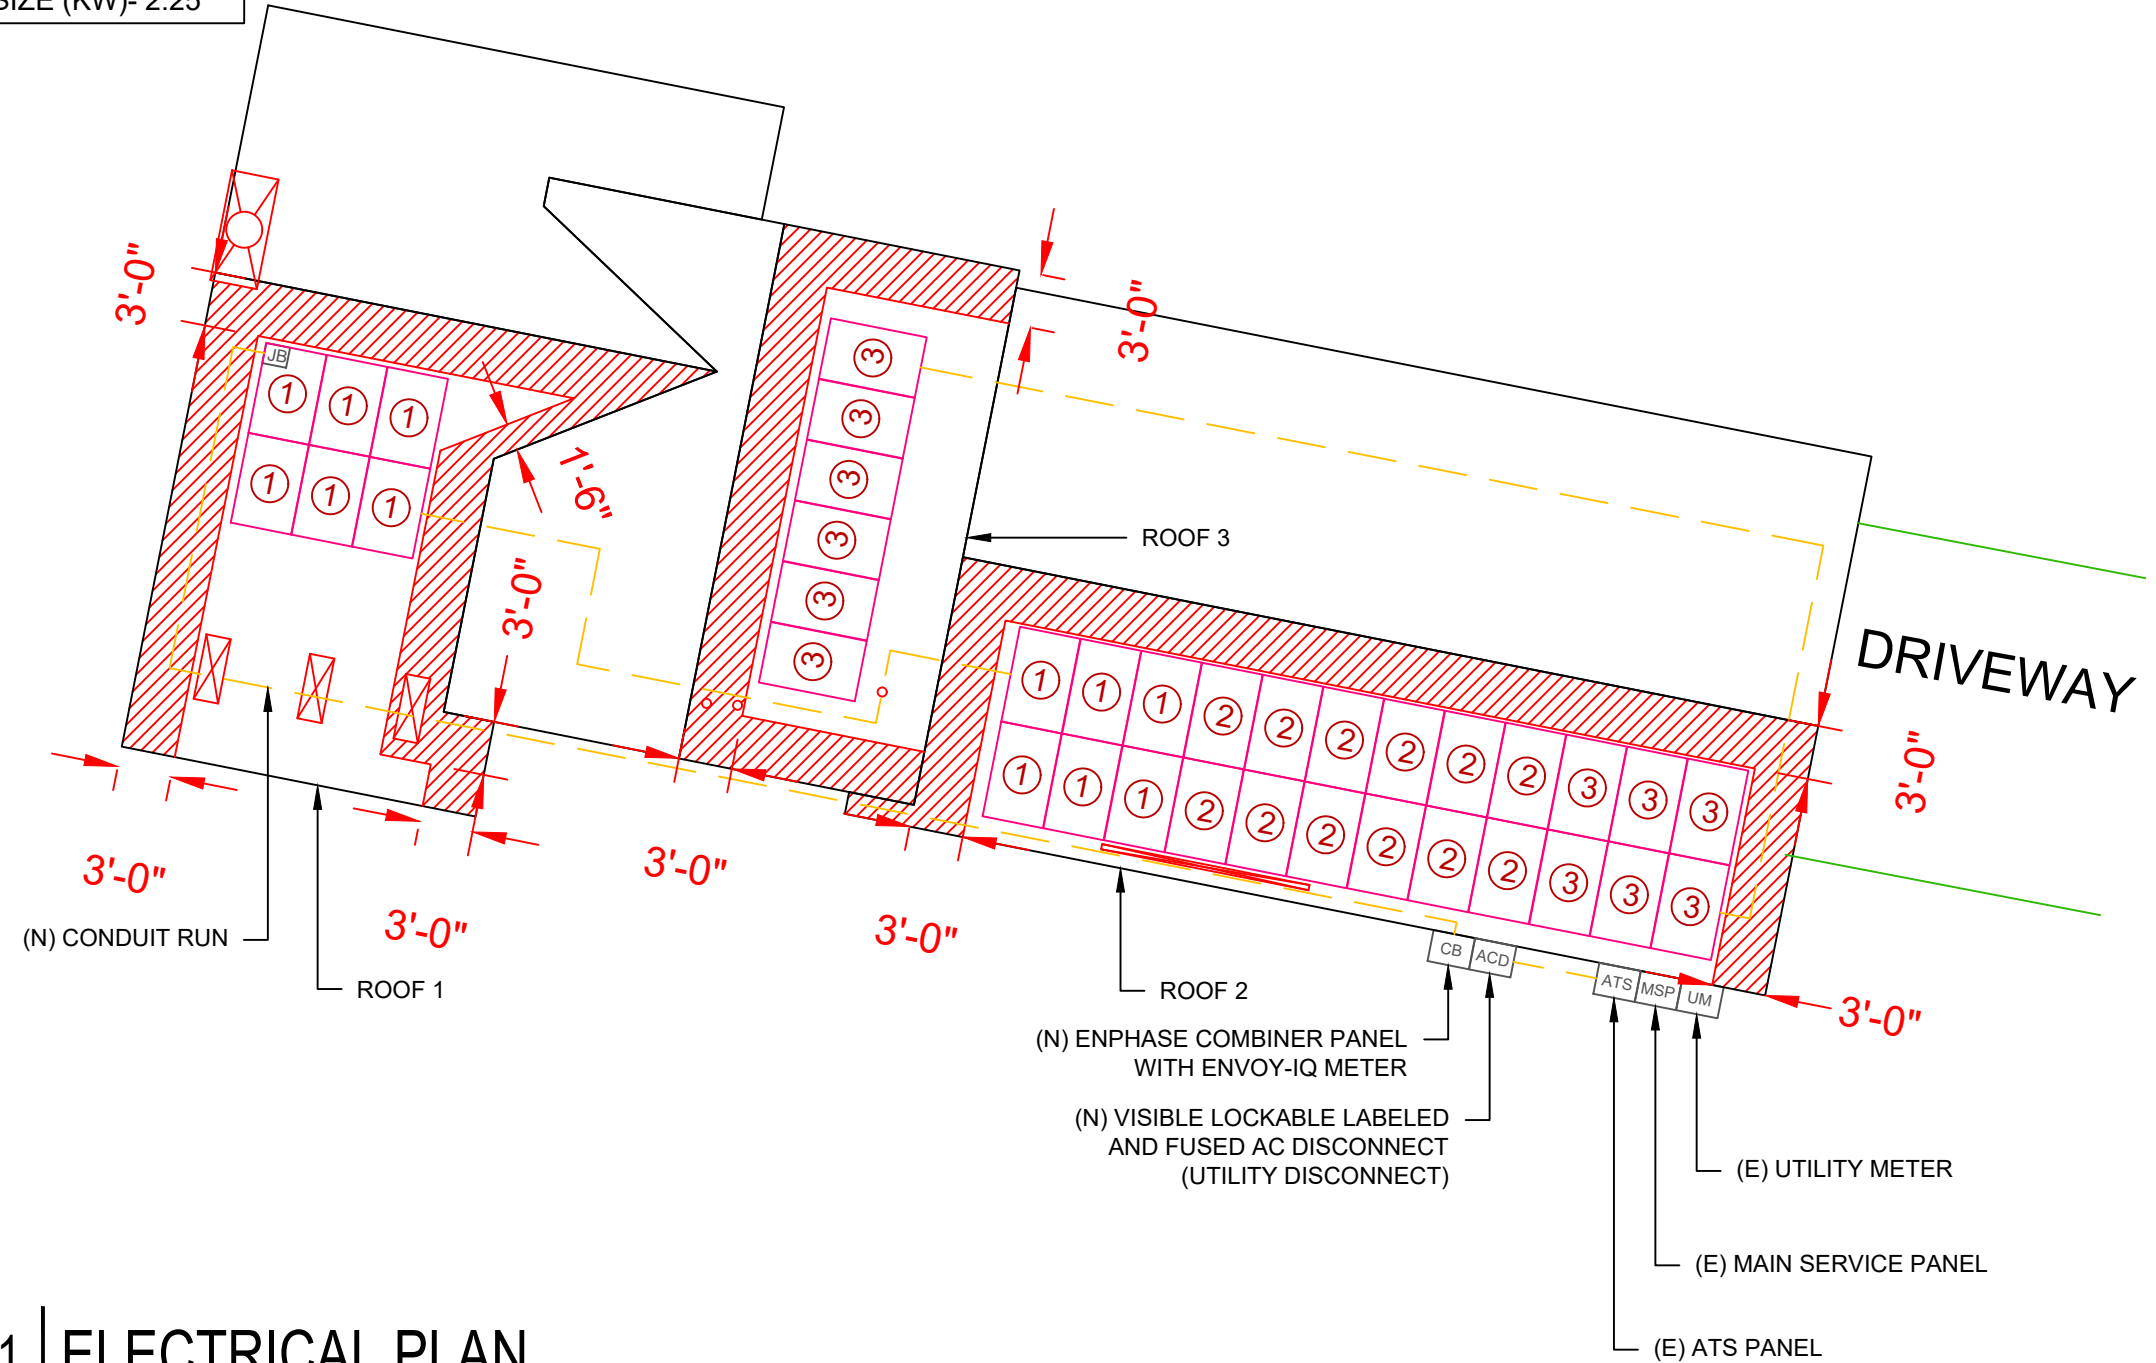 SIZE (KW)- 2.25
3'-0"
3'-0"
JB
1 1 1
1 1 1
1'-6"
3'-0"
3
3
3
3
3
3
ROOF 3
DRIVEWAY
1 1 1 2 2 2 2 2 2 3 3 3
1 1 1 2 2 2 2 2 2 3 3 3
3'-0"
3'-0"
3'-0"
3'-0"
3'-0"
3'-0"
(N) CONDUIT RUN
ROOF 1
ROOF 2
CB ACD
ATS MSP UM
(N) ENPHASE COMBINER PANEL
WITH ENVOY-IQ METER
(N) VISIBLE LOCKABLE LABELED
AND FUSED AC DISCONNECT
(UTILITY DISCONNECT)
(E) UTILITY METER
(E) MAIN SERVICE PANEL
(E) ATS PANEL
1 ELECTRICAL PLAN